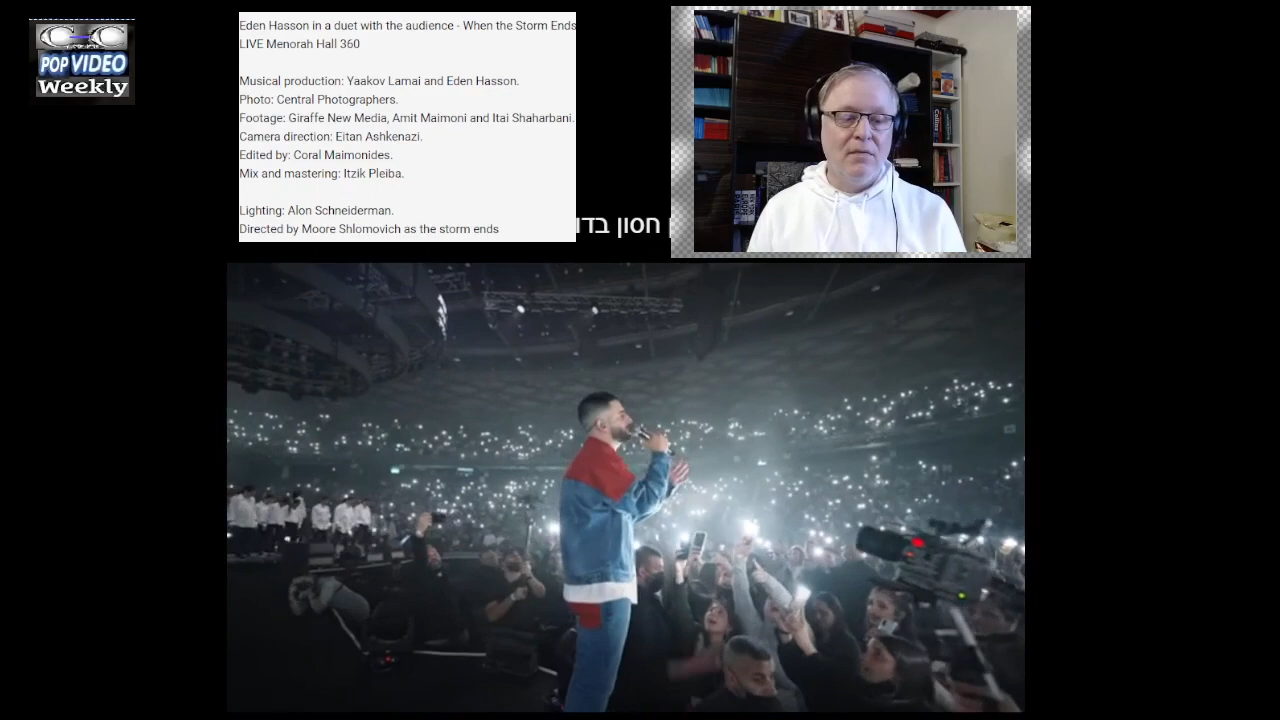 C-C
POP VIDEO
Weekly
Eden Hasson in a duet with the audience - When the Storm Ends
LIVE Menorah Hall 360
Musical production: Yaakov Lamai and Eden Hasson.
Photo: Central Photographers.
Footage: Giraffe New Media, Amit Maimoni and Itai Shaharbani.
Camera direction: Eitan Ashkenazi.
Edited by: Coral Maimonides.
Mix and mastering: Itzik Pleiba.
Lighting: Alon Schneiderman.
Directed by Moore Shlomovich as the storm ends
חסון בדו